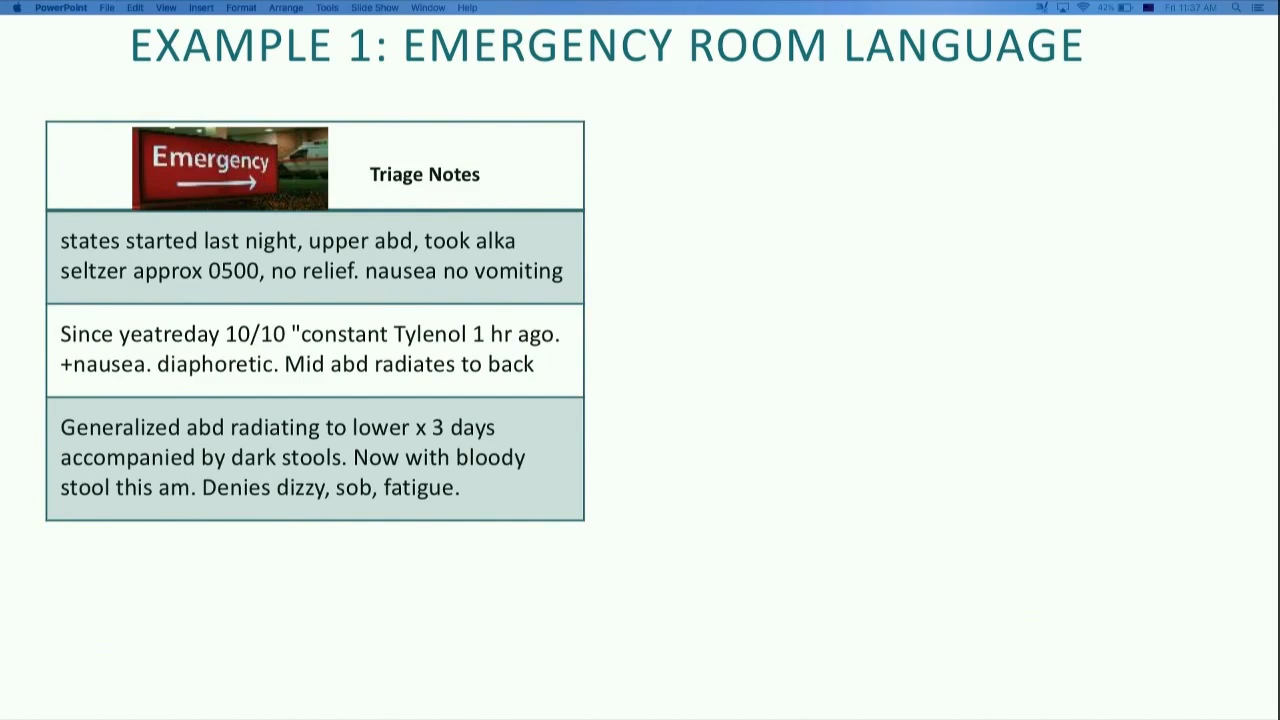 PowerPoint File Edit View Insert Format Arrange Tools Slide Show Window Help 42% Fri 11:37 AM
EXAMPLE 1: EMERGENCY ROOM LANGUAGE
Emergency
Triage Notes
states started last night, upper abd, took alka
seltzer approx 0500, no relief. nausea no vomiting
Since yeatreday 10/10 "constant Tylenol 1 hr ago.
+nausea. diaphoretic. Mid abd radiates to back
Generalized abd radiating to lower x 3 days
accompanied by dark stools. Now with bloody
stool this am. Denies dizzy, sob, fatigue.